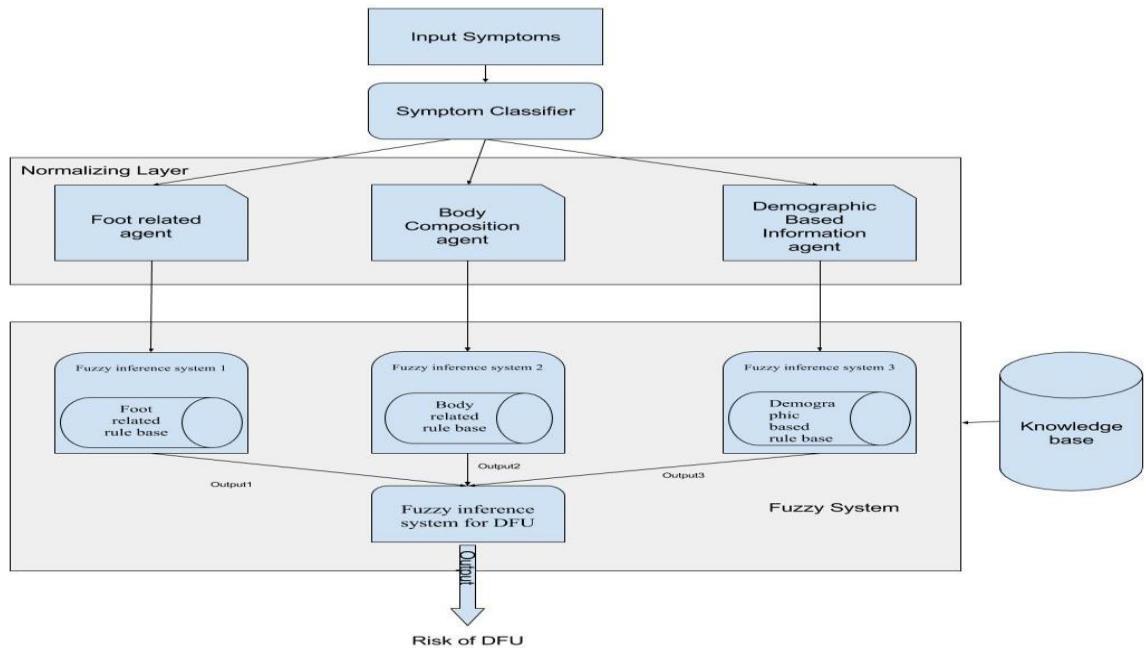 Input Symptoms
Symptom Classifier
Normalizing Layer
Foot related
agent
Body
Composition
agent
Demographic
Based
Information
agent
Fuzzy inference system 1
Foot
related
rule base
Fuzzy inference system 2
Body
related
rule base
Fuzzy inference system 3
Demogra
phic
based
rule base
Knowledge
base
Output1
Output2
Output3
Fuzzy inference
system for DFU
Fuzzy System
Output
Risk of DFU